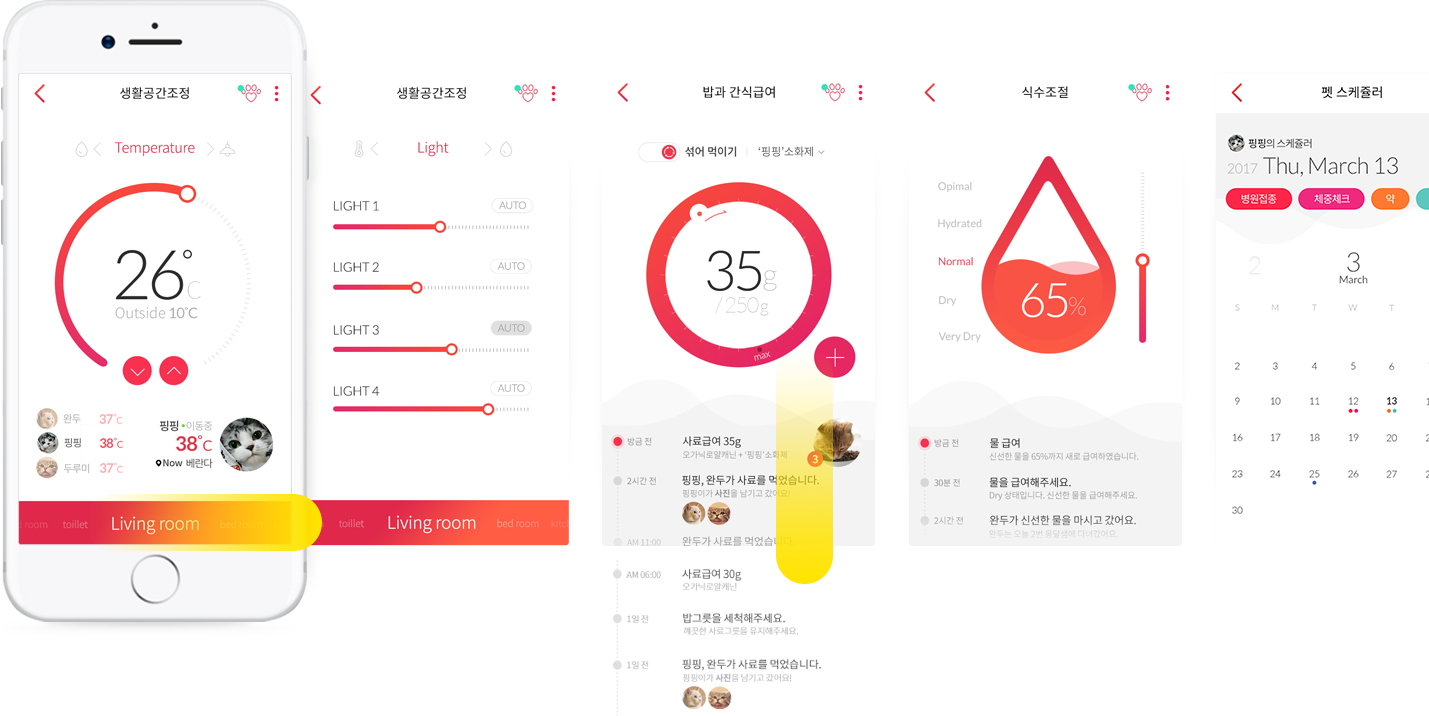 생활공간조정
Temperature
26°C
Outside 10°C
완두 37°C
핑핑 38°C
두루미 37°C
핑핑 •이동중
38°C
Now 베란다
d room toillet Living room bed room
생활공간조정
Light
LIGHT 1 AUTO
LIGHT 2 AUTO
LIGHT 3 AUTO
LIGHT 4 AUTO
toillet Living room bed room kitc
밥과 간식급여
섞어 먹이기 '핑핑'소화제
35g
/250g
max
방금 전 사료급여 35g
오가닉로얄캐닌 + '핑핑'소화제
3
2시간 전 핑핑, 완두가 사료를 먹었습니다.
핑핑이가 사진을 남기고 갔어요!
AM 11:00 완두가 사료를 먹었습니다.
AM 06:00 사료급여 30g
오가닉로얄캐닌
1일 전 밥그릇을 세척해주세요.
깨끗한 사료그릇을 유지해주세요.
1일 전 핑핑, 완두가 사료를 먹었습니다.
핑핑이가 사진을 남기고 갔어요!
식수조절
Opimal
Hydrated
Normal
Dry
Very Dry
65%
방금 전 물 급여
신선한 물을 65%까지 새로 급여하였습니다.
30분 전 물을 급여해주세요.
Dry 상태입니다. 신선한 물을 급여해주세요.
2시간 전 완두가 신선한 물을 마시고 갔어요.
완두는 오늘 2번 옹달샘에 다녀갔어요.
펫 스케쥴러
핑핑의 스케쥴러
2017 Thu, March 13
병원접종 체중체크 약
2 3
March
S M T W T
2 3 4 5 6
9 10 11 12 13
16 17 18 19 20
23 24 25 26 27
30